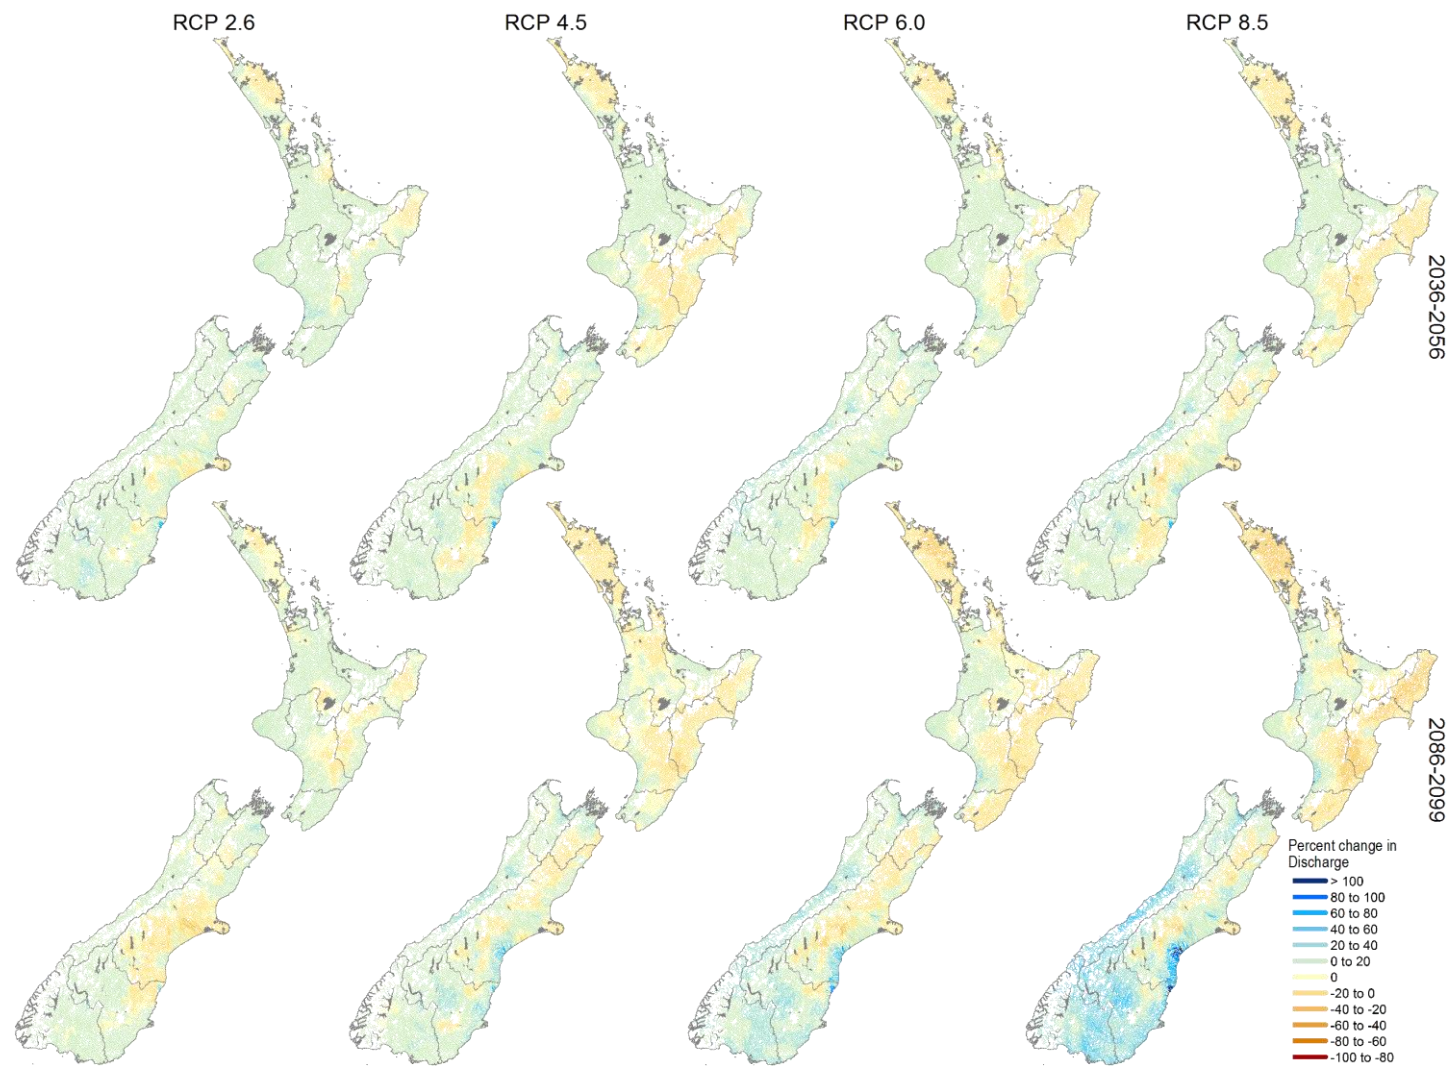 RCP 2.6
RCP 4.5
RCP 6.0
RCP 8.5
2036-2056
2086-2099
Percent change in
Discharge
> 100
80 to 100
60 to 80
40 to 60
20 to 40
0 to 20
0
-20 to 0
-40 to -20
-60 to -40
-80 to -60
-100 to -80